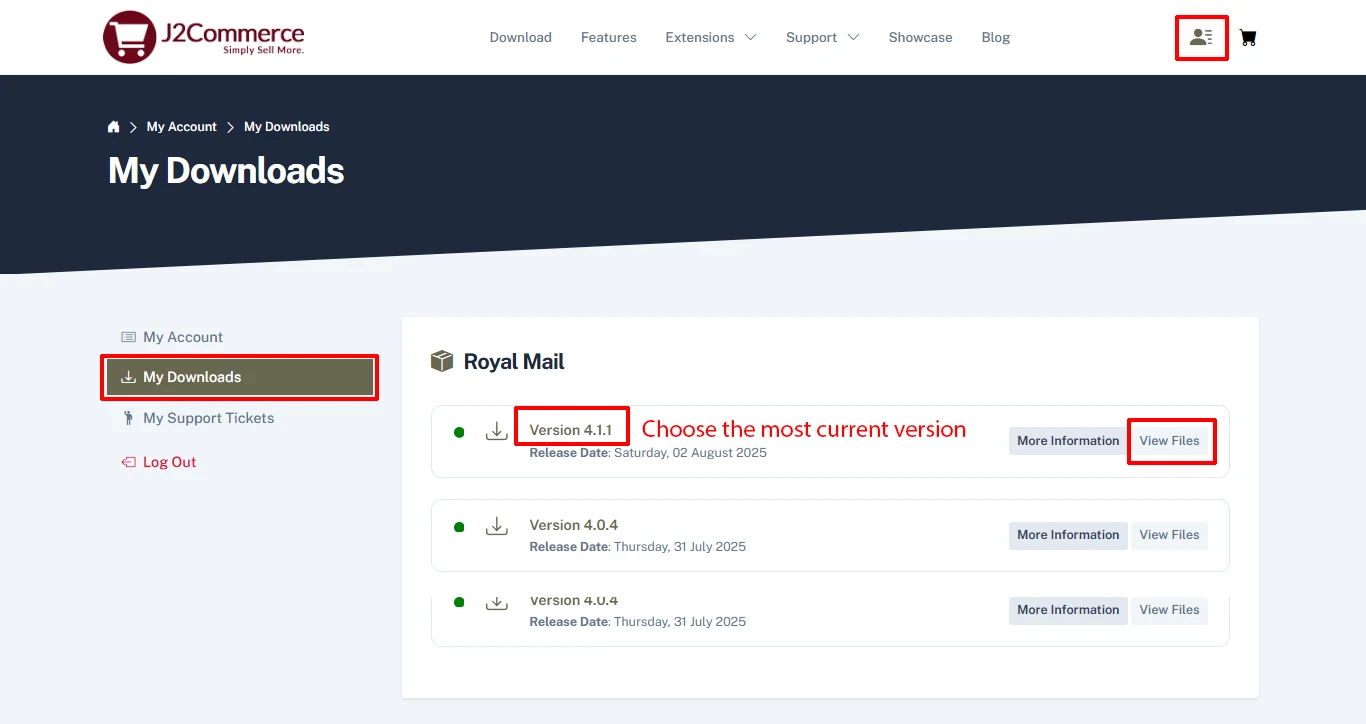 J2Commerce
Simply Sell More.
Download Features Extensions Support Showcase Blog
My Account My Downloads
My Downloads
My Account
My Downloads
My Support Tickets
Log Out
Royal Mail
Version 4.1.1 Choose the most current version
Release Date: Saturday, 02 August 2025
More Information View Files
Version 4.0.4
Release Date: Thursday, 31 July 2025
More Information View Files
Version 4.0.4
Release Date: Thursday, 31 July 2025
More Information View Files